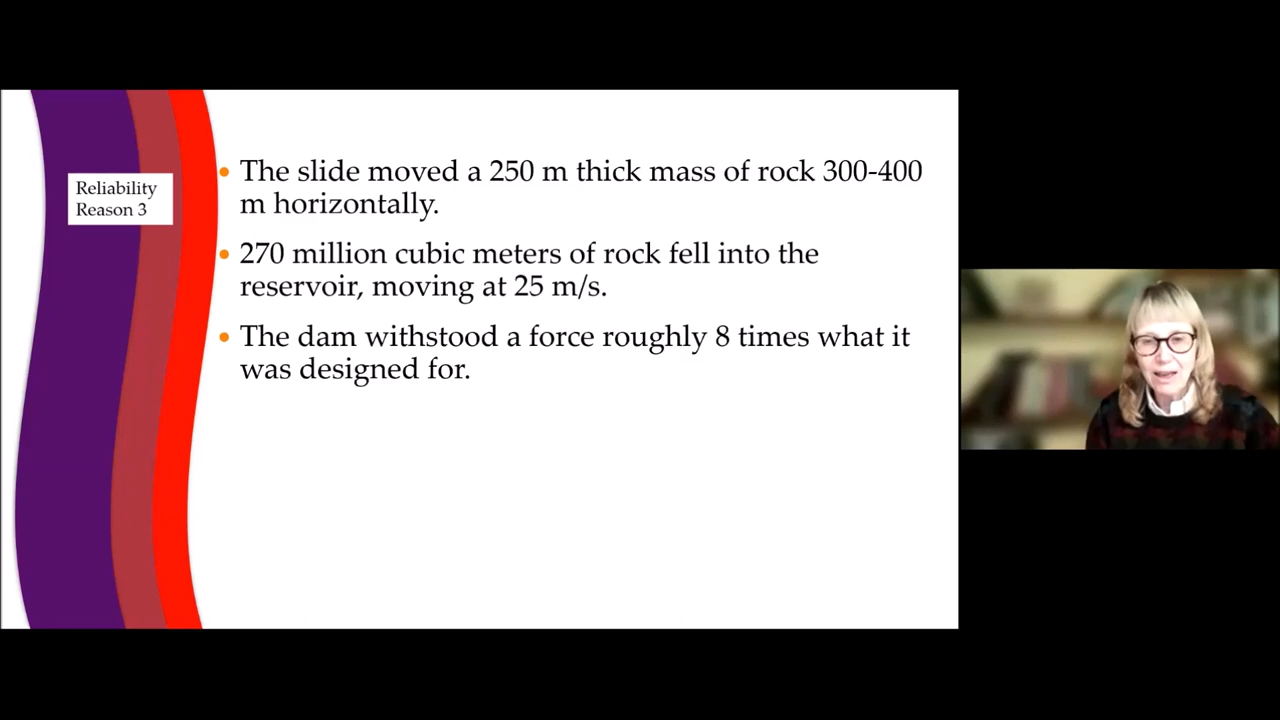 Reliability
Reason 3
• The slide moved a 250 m thick mass of rock 300-400
m horizontally.
• 270 million cubic meters of rock fell into the
reservoir, moving at 25 m/s.
• The dam withstood a force roughly 8 times what it
was designed for.